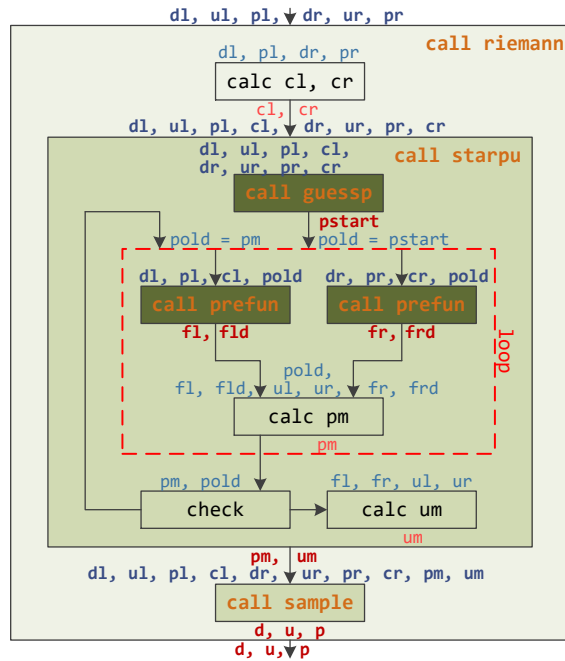 dl, ul, pl, dr, ur, pr
call riemann
dl, pl, dr, pr
calc cl, cr
cl, cr
dl, ul, pl, cl, dr, ur, pr, cr
dl, ul, pl, cl,
dr, ur, pr, cr
call starpu
call guessp
pstart
pold = pm
pold = pstart
dl, pl, cl, pold
dr, pr, cr, pold
call prefun
call prefun
fl, fld
fr, frd
loop
pold,
fl, fld, ul, ur, fr, frd
calc pm
pm
pm, pold
fl, fr, ul, ur
check
calc um
um
pm, um
dl, ul, pl, cl, dr, ur, pr, cr, pm, um
call sample
d, u, p
d, u, p